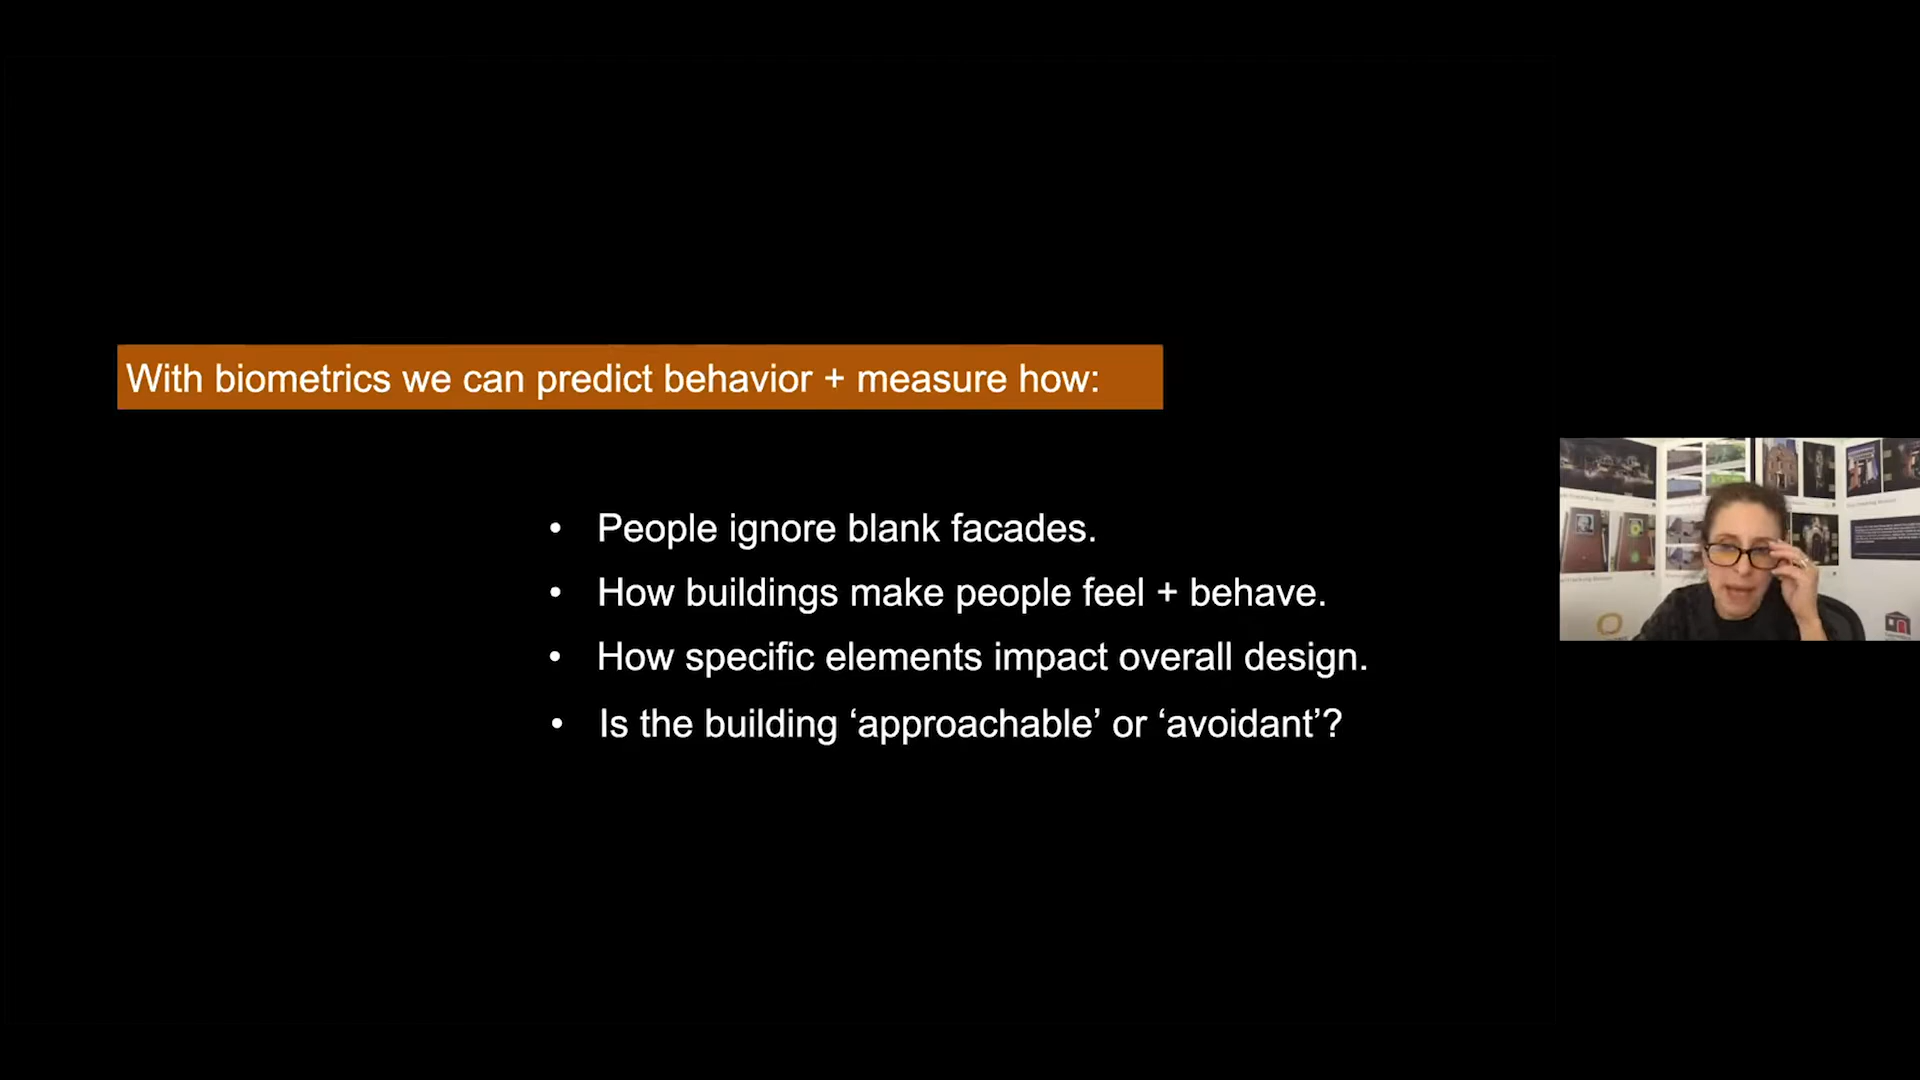 With biometrics we can predict behavior + measure how:
• People ignore blank facades.
• How buildings make people feel + behave.
• How specific elements impact overall design.
• Is the building ‘approachable’ or ‘avoidant’?